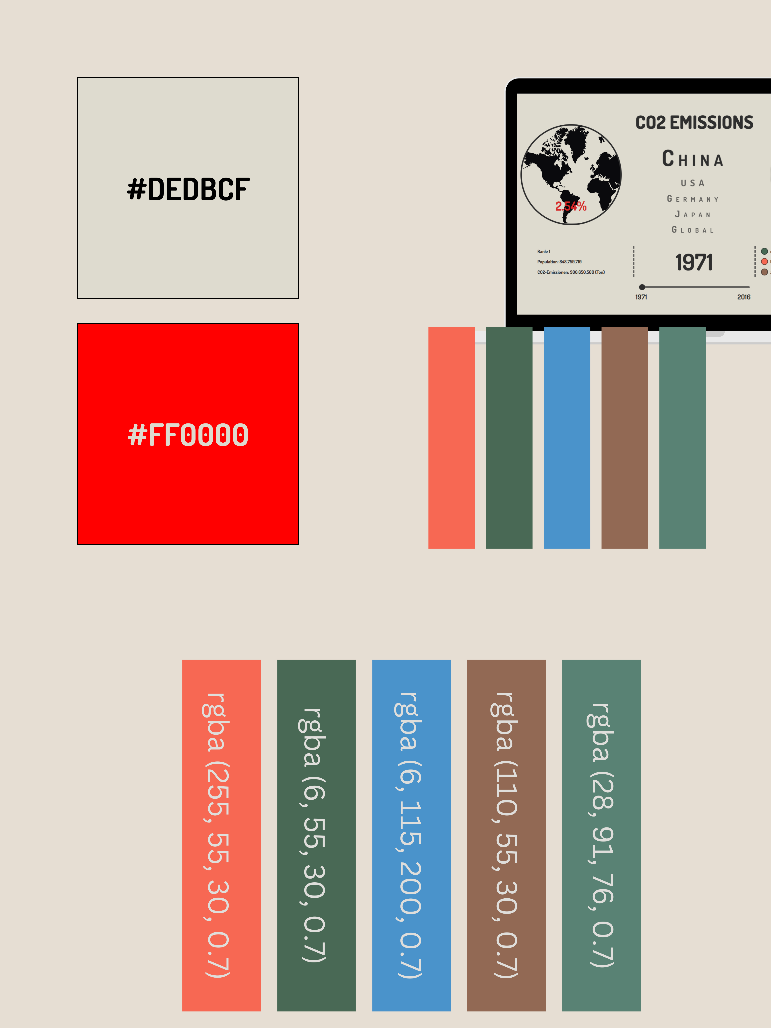 #DEDBCF
CO2 EMISSIONS
CHINA
USA
GERMANY
JAPAN
GLOBAL
2.54%
1971
1971 2016
#FF0000
rgba (255, 55, 30, 0.7)
rgba (6, 55, 30, 0.7)
rgba (6, 115, 200, 0.7)
rgba (110, 55, 30, 0.7)
rgba (28, 91, 76, 0.7)